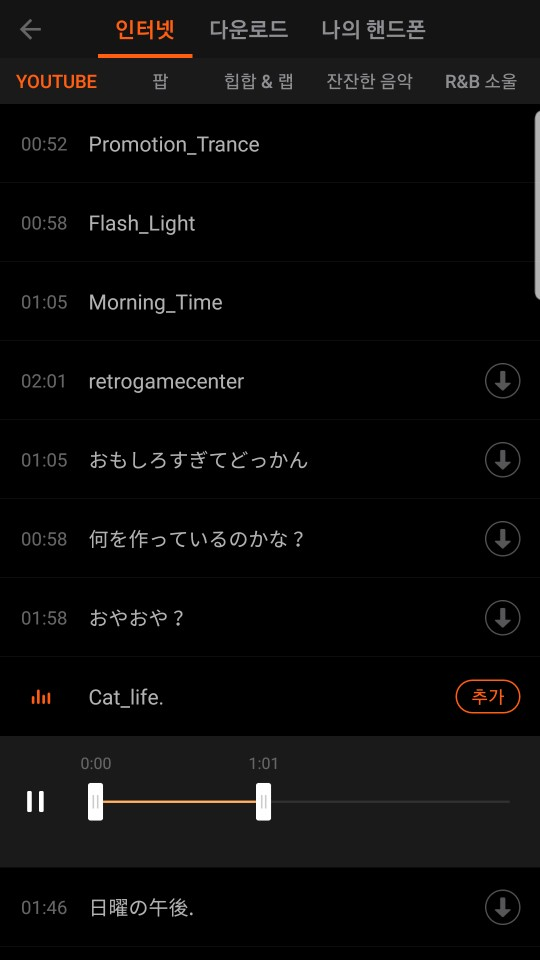 인터넷 다운로드 나의 핸드폰
YOUTUBE 팝 힙합 & 랩 잔잔한 음악 R&B 소울
00:52 Promotion_Trance
00:58 Flash_Light
01:05 Morning_Time
02:01 retrogamecenter
01:05 おもしろすぎてどっかん
00:58 何を作っているのかな？
01:58 おやおや？
Cat_life. 추가
0:00 1:01
01:46 日曜の午後.